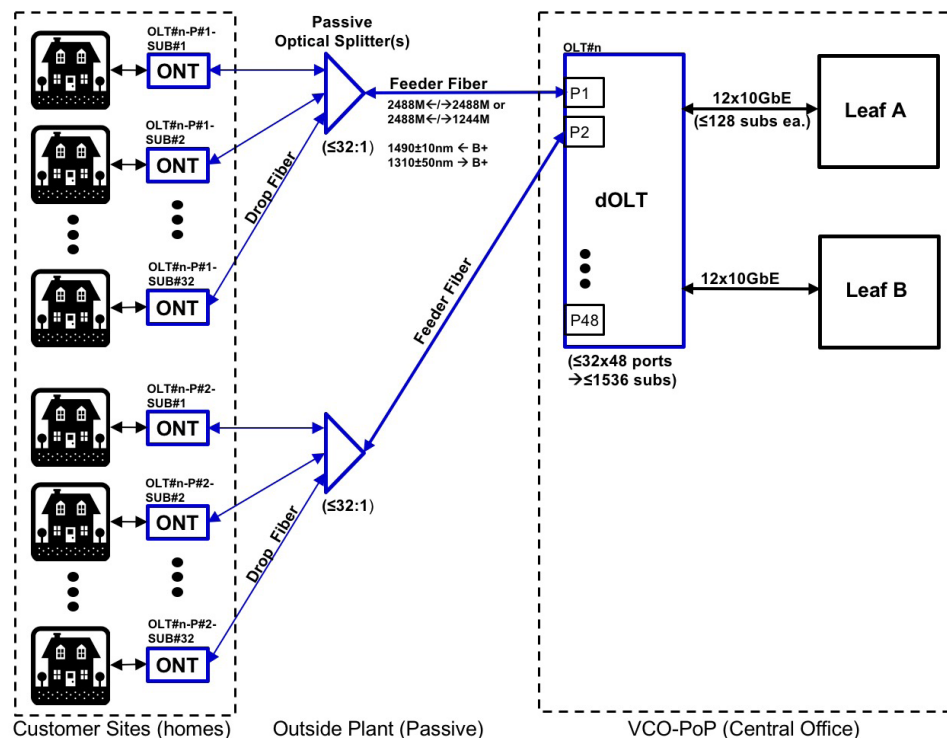 Passive
Optical Splitter(s)
OLT#n-P#1-
SUB#1
ONT
OLT#n-P#1-
SUB#2
ONT
OLT#n-P#1-
SUB#32
ONT
Drop Fiber
(≤32:1)
Feeder Fiber
2488M←/→2488M or
2488M←/→1244M
1490±10nm ← B+
1310±50nm → B+
OLT#n
P1
P2
dOLT
P48
(≤32x48 ports
→≤1536 subs)
12x10GbE
(≤128 subs ea.)
Leaf A
12x10GbE
Leaf B
Feeder Fiber
OLT#n-P#2-
SUB#1
ONT
OLT#n-P#2-
SUB#2
ONT
OLT#n-P#2-
SUB#32
ONT
Drop Fiber
(≤32:1)
Customer Sites (homes)
Outside Plant (Passive)
VCO-PoP (Central Office)